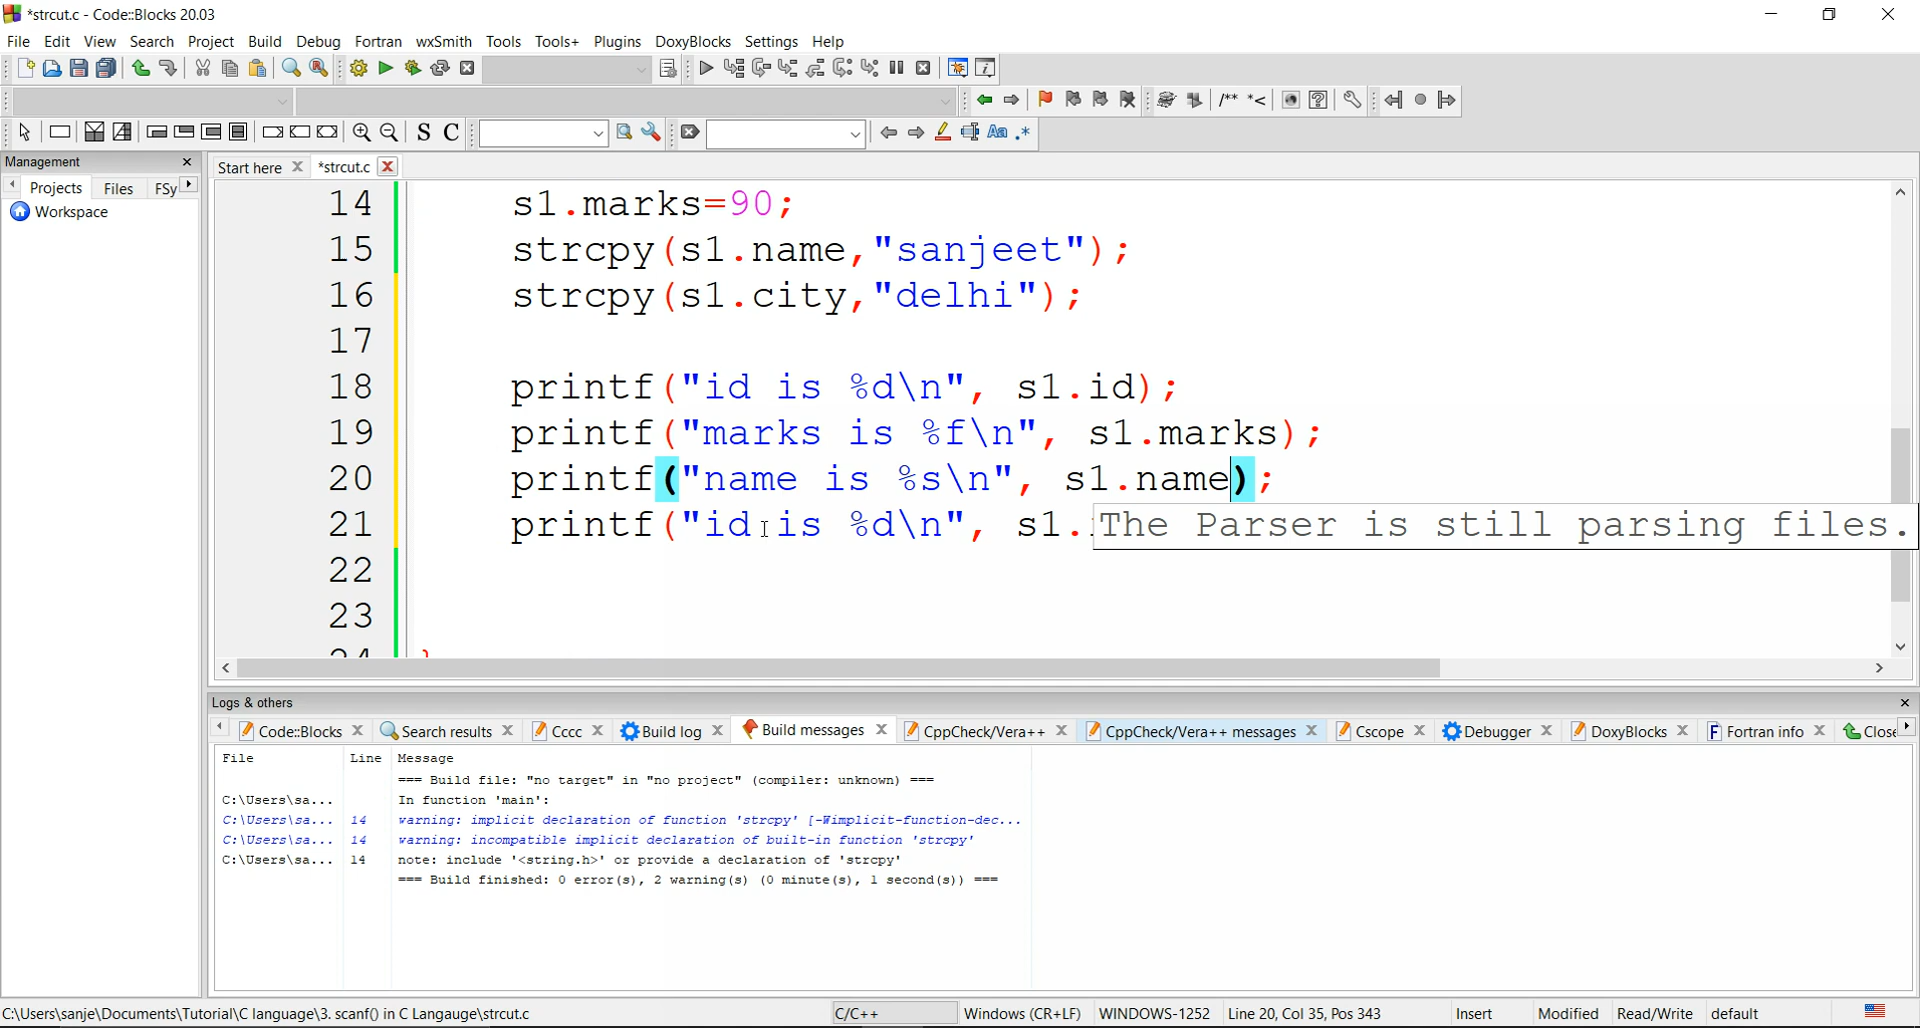 *strcut.c - Code::Blocks 20.03
File Edit View Search Project Build Debug Fortran wxSmith Tools Tools+ Plugins DoxyBlocks Settings Help
/** *<
S C Aa .*
Management
Start here *strcut.c
Projects Files FSy
Workspace
14 s1.marks=90;
15 strcpy(s1.name,"sanjeet");
16 strcpy(s1.city,"delhi");
17
18 printf("id is %d\n", s1.id);
19 printf("marks is %f\n", s1.marks);
20 printf("name is %s\n", s1.name);
21 printf("id is %d\n", s1.
The Parser is still parsing files.
22
23
24 }
Logs & others
Code::Blocks Search results Cccc Build log Build messages CppCheck/Vera++ CppCheck/Vera++ messages Cscope Debugger DoxyBlocks Fortran info Close
File Line Message
=== Build file: "no target" in "no project" (compiler: unknown) ===
C:\Users\sa... In function 'main':
C:\Users\sa... 14 warning: implicit declaration of function 'strcpy' [-Wimplicit-function-dec...
C:\Users\sa... 14 warning: incompatible implicit declaration of built-in function 'strcpy'
C:\Users\sa... 14 note: include '<string.h>' or provide a declaration of 'strcpy'
=== Build finished: 0 error(s), 2 warning(s) (0 minute(s), 1 second(s)) ===
C:\Users\sanje\Documents\Tutorial\C language\3. scanf() in C Langauge\strcut.c C/C++ Windows (CR+LF) WINDOWS-1252 Line 20, Col 35, Pos 343 Insert Modified Read/Write default